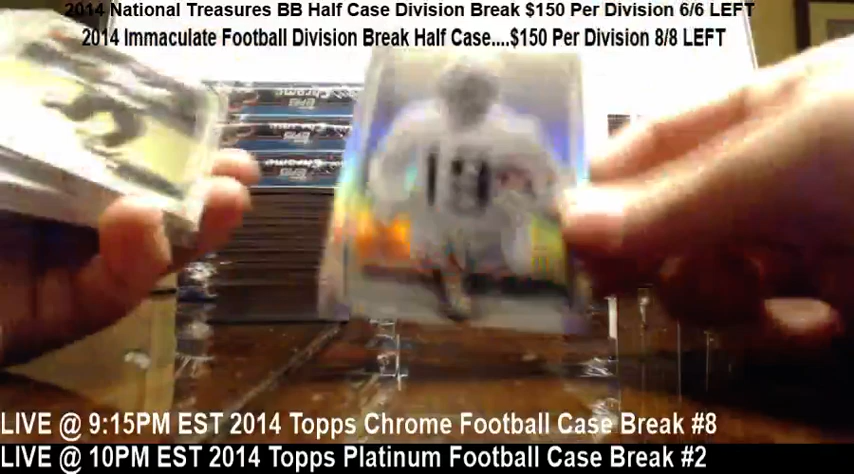 2014 National Treasures BB Half Case Division Break $150 Per Division 6/6 LEFT
2014 Immaculate Football Division Break Half Case....$150 Per Division 8/8 LEFT
Chrome
LIVE @ 9:15PM EST 2014 Topps Chrome Football Case Break #8
LIVE @ 10PM EST 2014 Topps Platinum Football Case Break #2